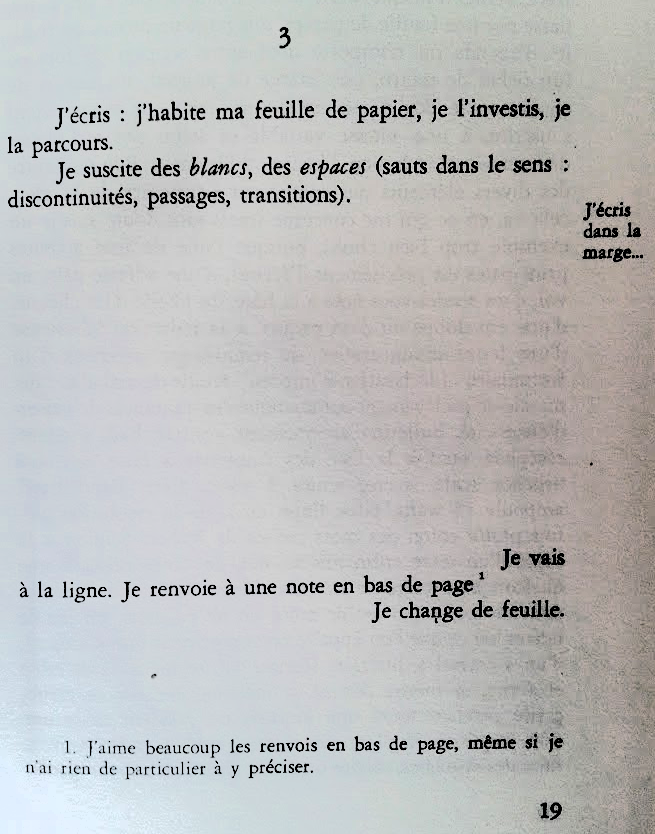 3
J'écris : j'habite ma feuille de papier, je l'investis, je
la parcours.
Je suscite des blancs, des espaces (sauts dans le sens :
discontinuités, passages, transitions).
J'écris
dans la
marge...
Je vais
à la ligne. Je renvoie à une note en bas de page 1
Je change de feuille.
1. J'aime beaucoup les renvois en bas de page, même si je
n'ai rien de particulier à y préciser.
19